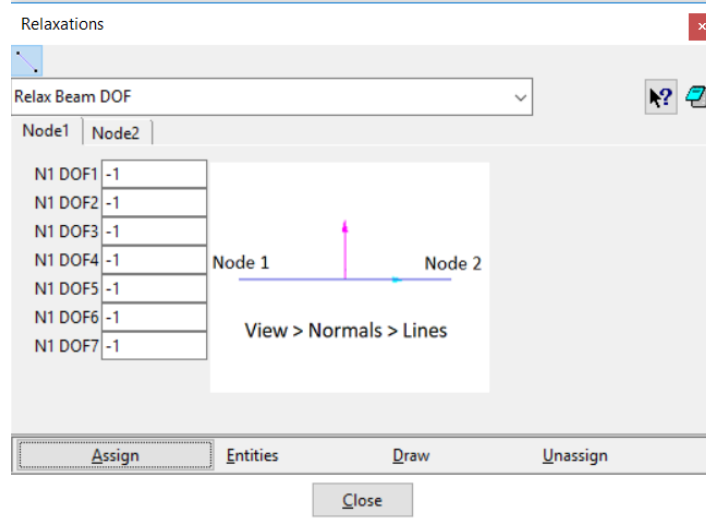 Relaxations
Relax Beam DOF
Node1 Node2
N1 DOF1 -1
N1 DOF2 -1
N1 DOF3 -1
N1 DOF4 -1
N1 DOF5 -1
N1 DOF6 -1
N1 DOF7 -1
Node 1 Node 2
View > Normals > Lines
Assign Entities Draw Unassign
Close